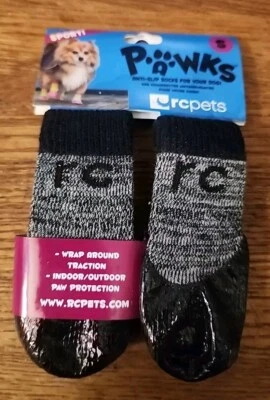 SPORT!
PAWKS
S
ANTI-SLIP SOCKS FOR YOUR DOG!
rcpets
rc
rc
- WRAP AROUND
TRACTION
- INDOOR/OUTDOOR
PAW PROTECTION
WWW.RCPETS.COM